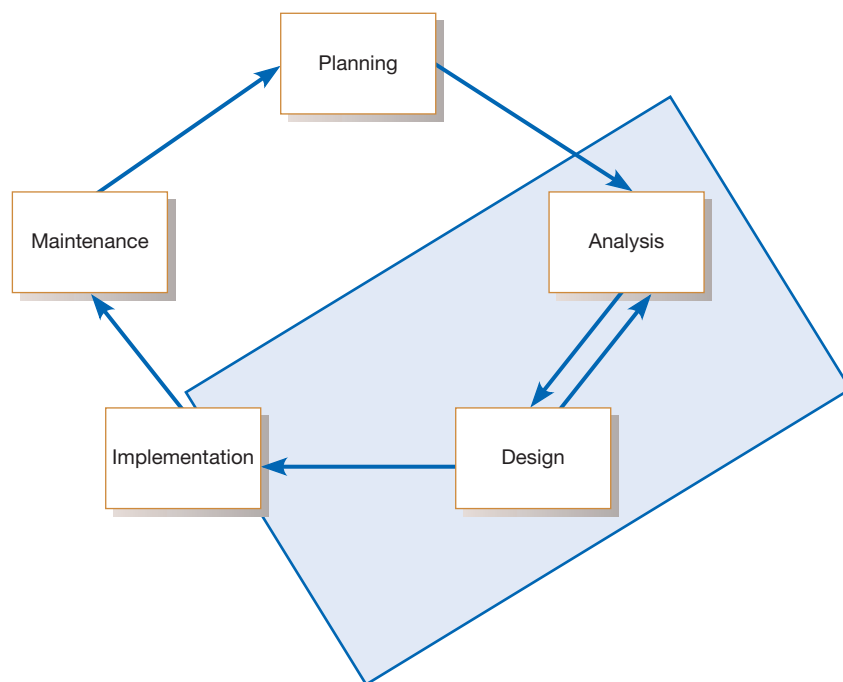 Planning
Maintenance
Analysis
Implementation
Design